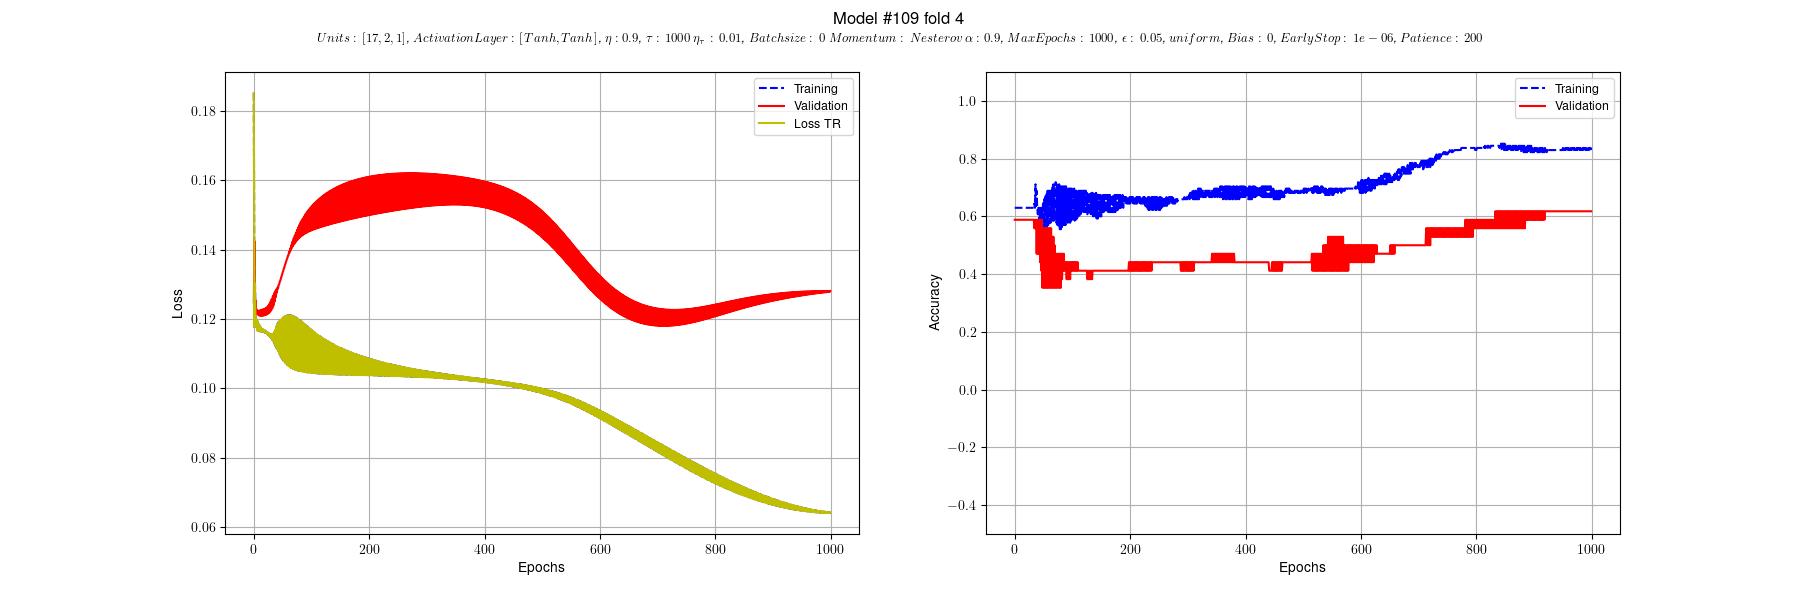 Model #109 fold 4
Units : [17, 2, 1], ActivationLayer : [Tanh, Tanh], η : 0.9, τ : 1000 ητ : 0.01, Batchsize : 0 Momentum : Nesterov α : 0.9, MaxEpochs : 1000, ϵ : 0.05, uniform, Bias : 0, EarlyStop : 1e − 06, Patience : 200
Training
Validation
Loss TR
0.18
0.16
0.14
0.12
0.10
0.08
0.06
Loss
0 200 400 600 800 1000
Epochs
Training
Validation
1.0
0.8
0.6
0.4
0.2
0.0
−0.2
−0.4
Accuracy
0 200 400 600 800 1000
Epochs